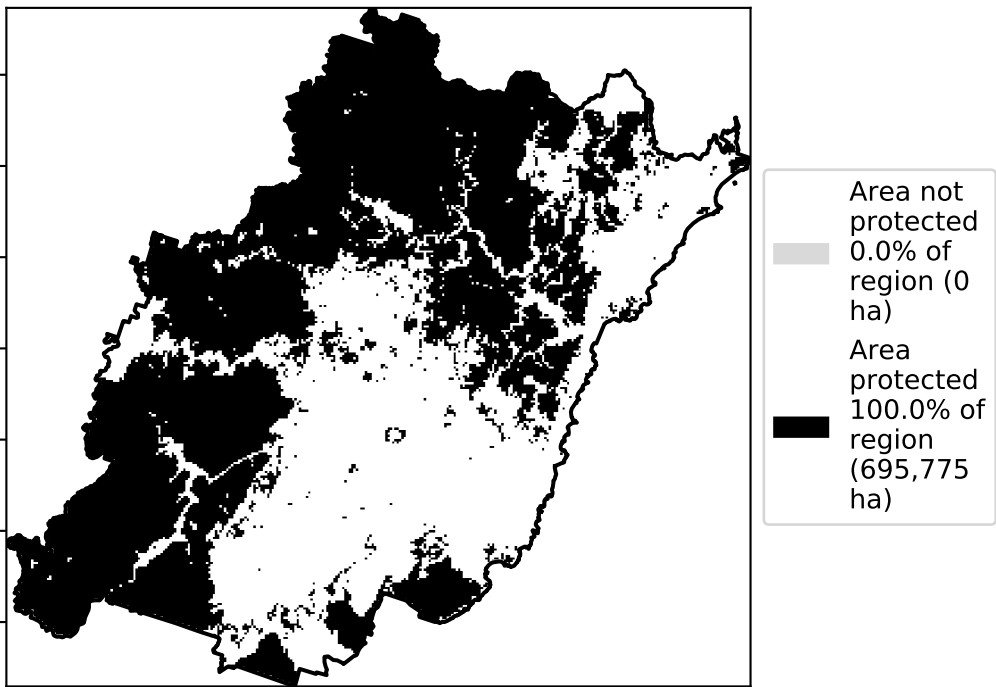 Area not
protected
0.0% of
region (0
ha)
Area
protected
100.0% of
region
(695,775
ha)